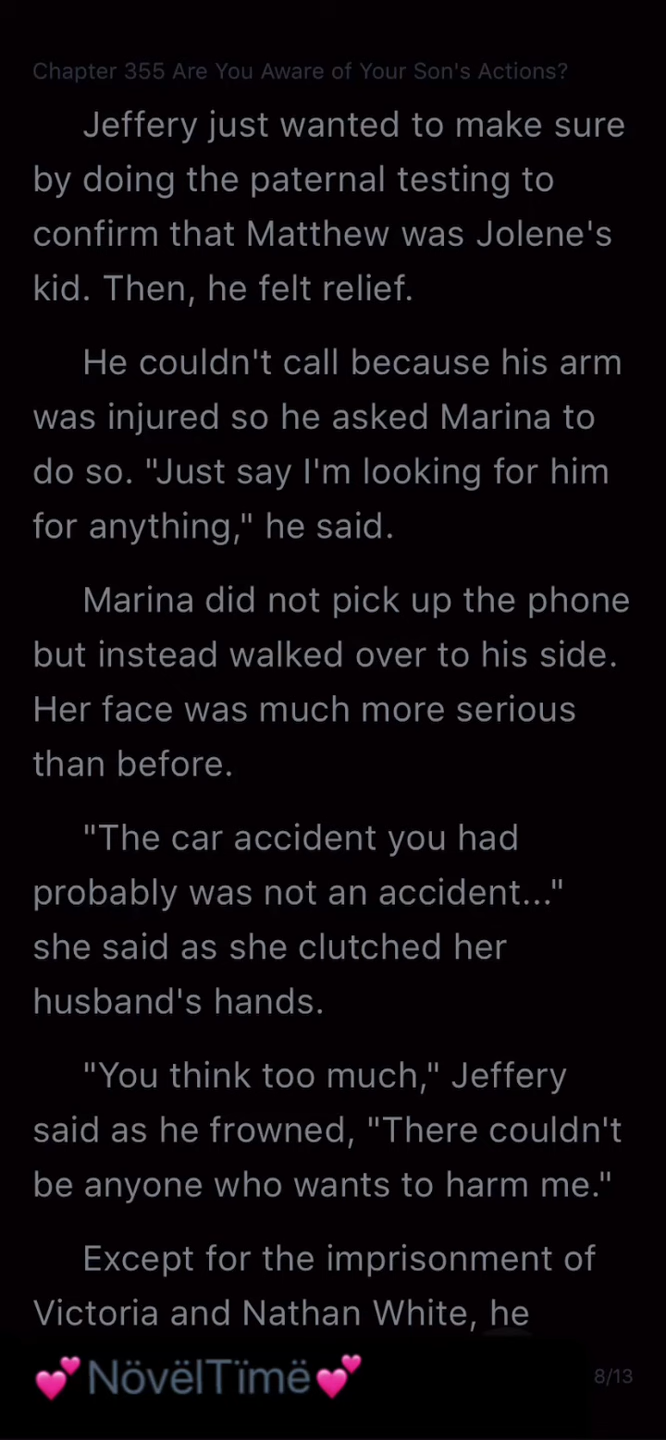 Chapter 355 Are You Aware of Your Son's Actions?
Jeffery just wanted to make sure
by doing the paternal testing to
confirm that Matthew was Jolene's
kid. Then, he felt relief.
He couldn't call because his arm
was injured so he asked Marina to
do so. "Just say I'm looking for him
for anything," he said.
Marina did not pick up the phone
but instead walked over to his side.
Her face was much more serious
than before.
"The car accident you had
probably was not an accident..."
she said as she clutched her
husband's hands.
"You think too much," Jeffery
said as he frowned, "There couldn't
be anyone who wants to harm me."
Except for the imprisonment of
Victoria and Nathan White, he
💕NövëlTïmë💕
8/13